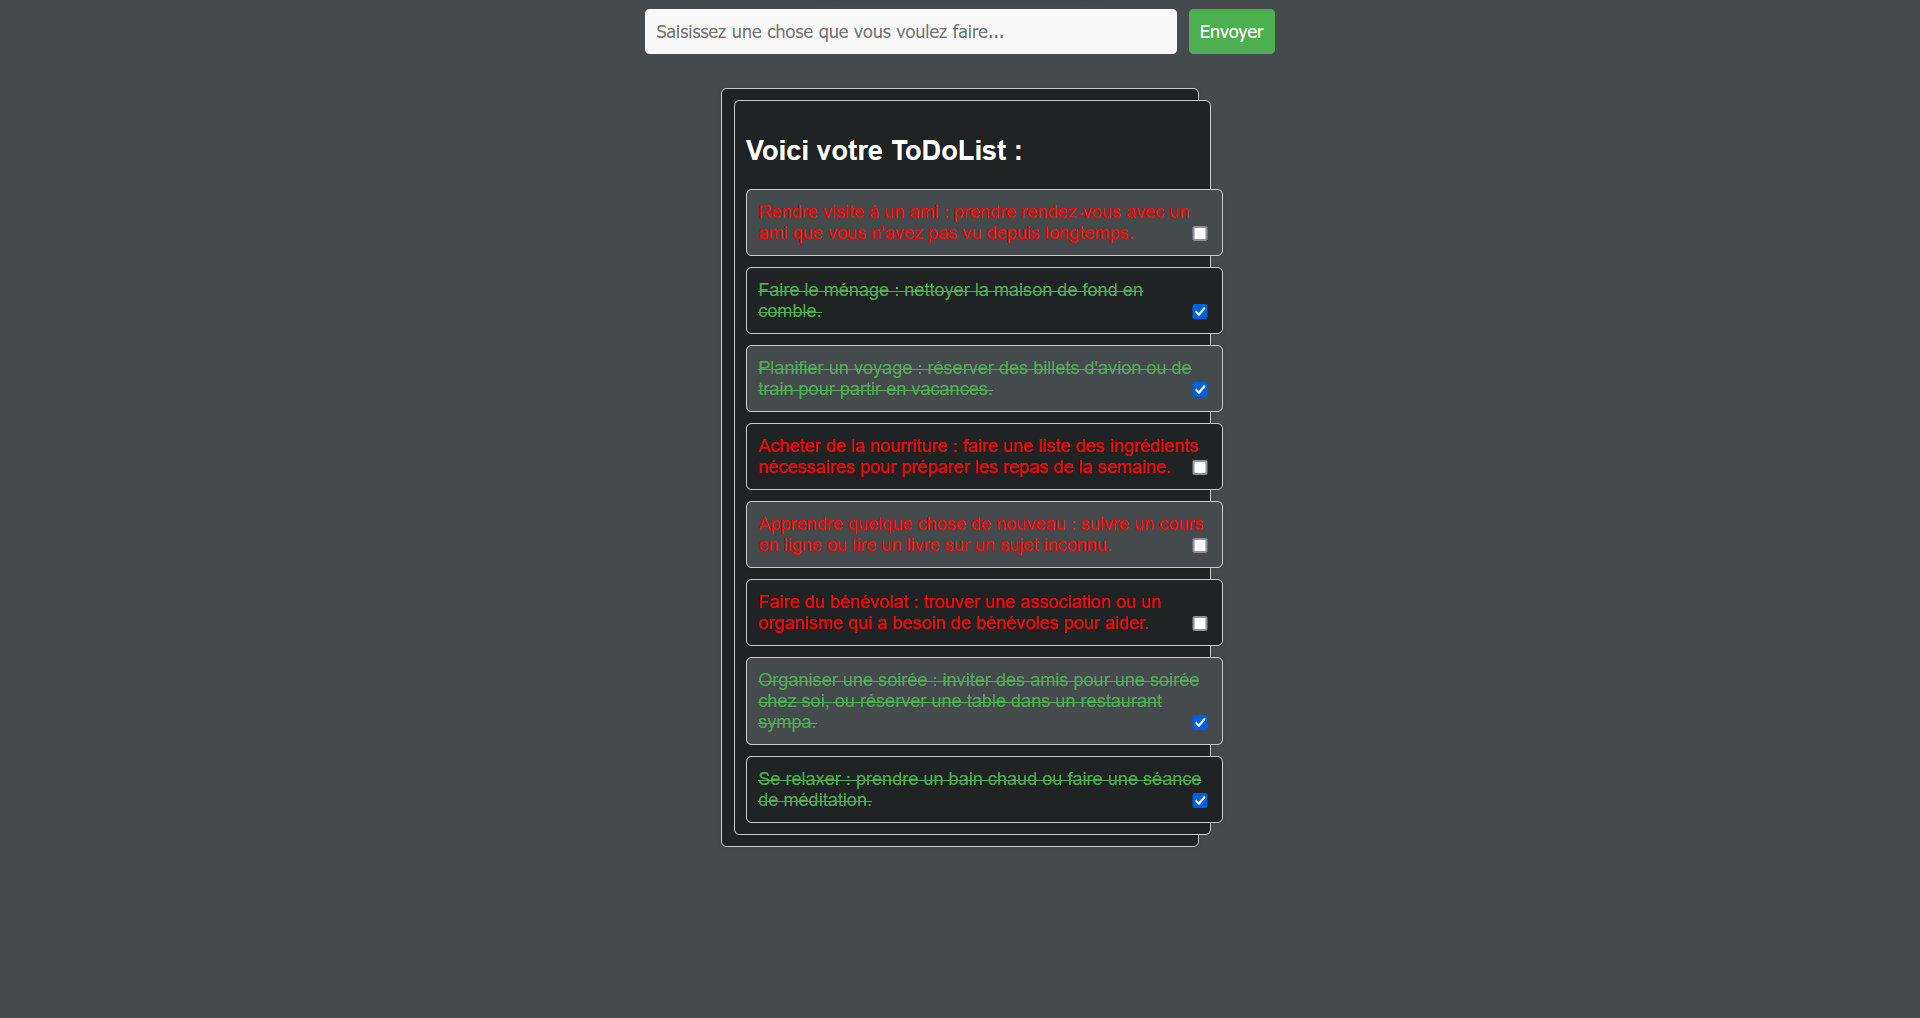 Saisissez une chose que vous voulez faire...
Envoyer
Voici votre ToDoList :
Rendre visite à un ami : prendre rendez-vous avec un
ami que vous n'avez pas vu depuis longtemps.
Faire le ménage : nettoyer la maison de fond en
comble.
Planifier un voyage : réserver des billets d'avion ou de
train pour partir en vacances.
Acheter de la nourriture : faire une liste des ingrédients
nécessaires pour préparer les repas de la semaine.
Apprendre quelque chose de nouveau : suivre un cours
en ligne ou lire un livre sur un sujet inconnu.
Faire du bénévolat : trouver une association ou un
organisme qui a besoin de bénévoles pour aider.
Organiser une soirée : inviter des amis pour une soirée
chez soi, ou réserver une table dans un restaurant
sympa.
Se relaxer : prendre un bain chaud ou faire une séance
de méditation.